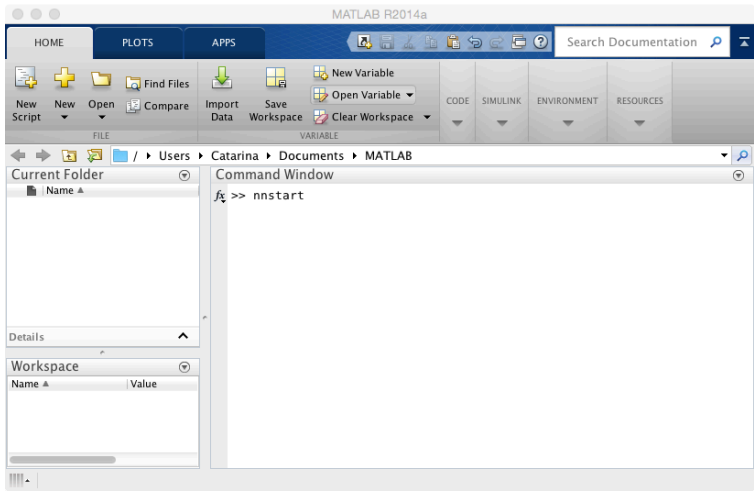 MATLAB R2014a
HOME PLOTS APPS
Search Documentation
New Script
New
Open
Find Files
Compare
Import Data
Save Workspace
New Variable
Open Variable
Clear Workspace
CODE
SIMULINK
ENVIRONMENT
RESOURCES
FILE
VARIABLE
/ Users Catarina Documents MATLAB
Current Folder
Name
Command Window
fx >> nnstart
Details
Workspace
Name Value